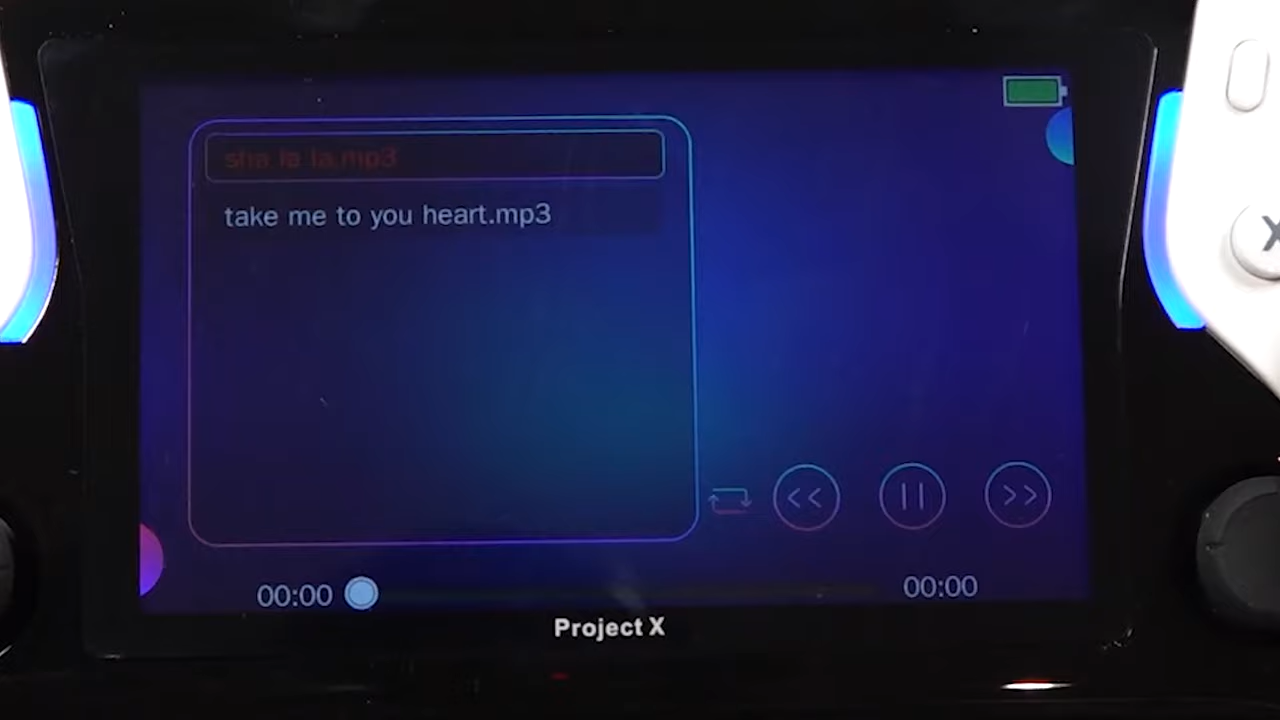 sha la la.mp3
take me to you heart.mp3
<< || >>
00:00 00:00
Project X
X